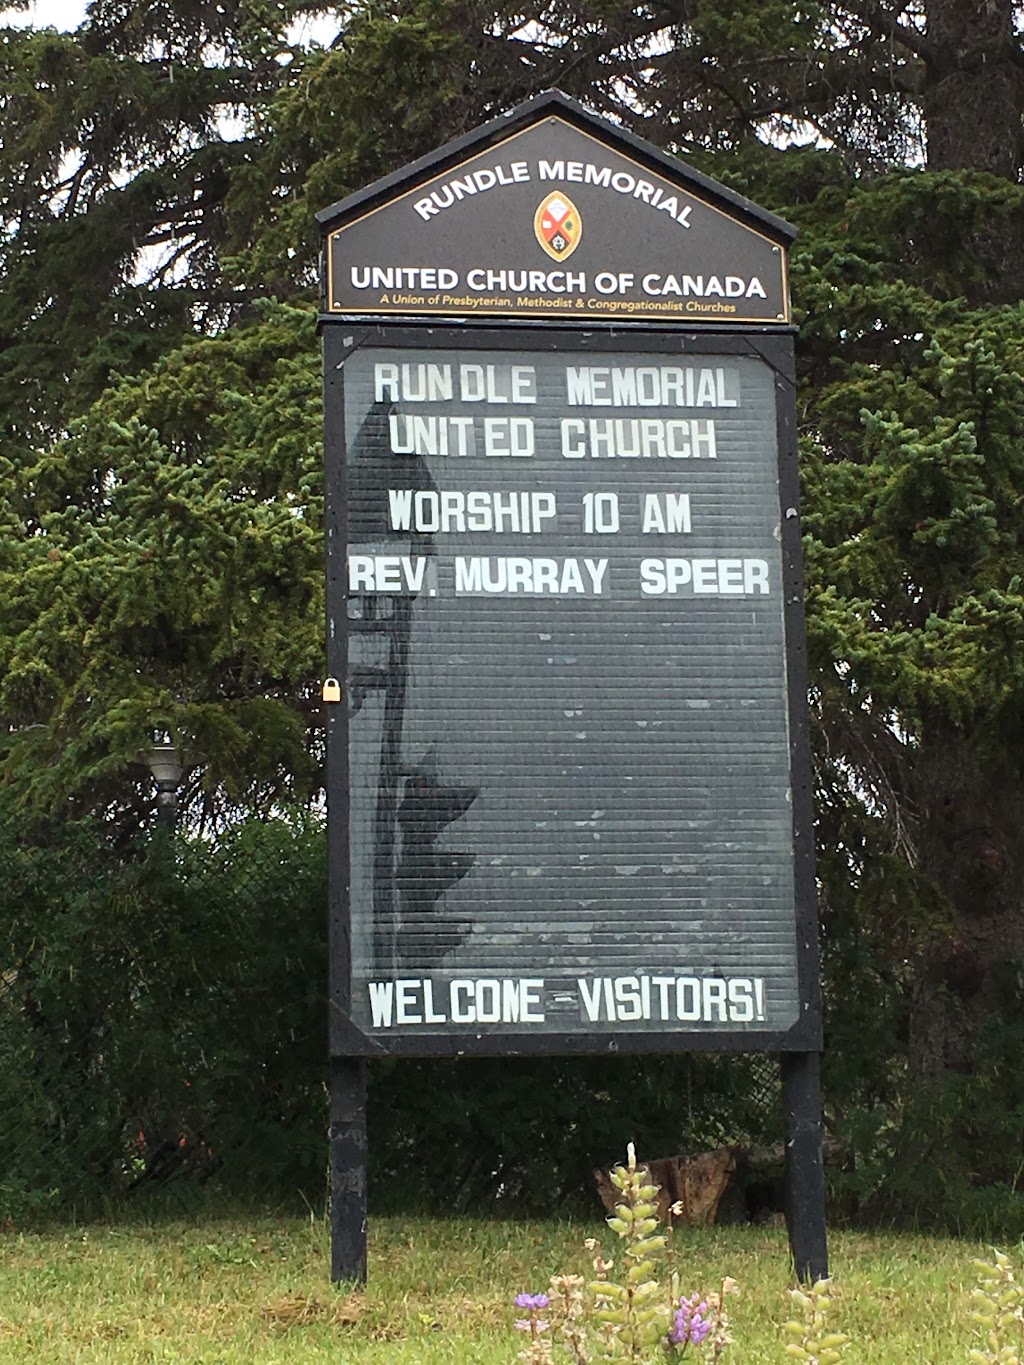 RUNDLE MEMORIAL
UNITED CHURCH OF CANADA
A Union of Presbyterian, Methodist & Congregationalist Churches
RUNDLE MEMORIAL
UNITED CHURCH
WORSHIP 10 AM
REV. MURRAY SPEER
WELCOME - VISITORS!